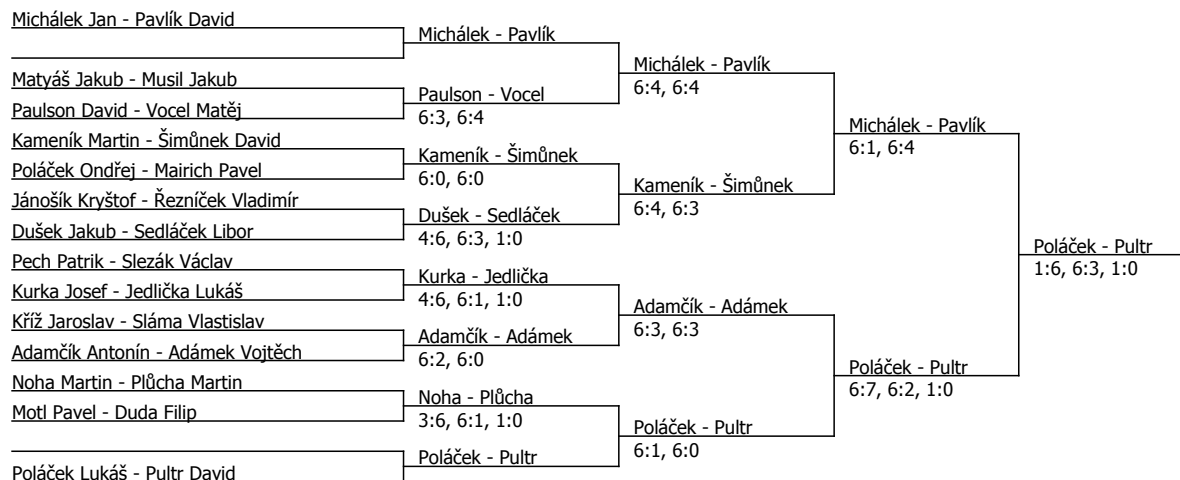 Michálek Jan - Pavlík David
Matyáš Jakub - Musil Jakub
Paulson David - Vocel Matěj
Kameník Martin - Šimůnek David
Poláček Ondřej - Mairich Pavel
Jánošík Kryštof - Řezníček Vladimír
Dušek Jakub - Sedláček Libor
Pech Patrik - Slezák Václav
Kurka Josef - Jedlička Lukáš
Kříž Jaroslav - Sláma Vlastislav
Adamčík Antonín - Adámek Vojtěch
Noha Martin - Plůcha Martin
Motl Pavel - Duda Filip
Poláček Lukáš - Pultr David
Michálek - Pavlík
Paulson - Vocel
6:3, 6:4
Kameník - Šimůnek
6:0, 6:0
Dušek - Sedláček
4:6, 6:3, 1:0
Kurka - Jedlička
4:6, 6:1, 1:0
Adamčík - Adámek
6:2, 6:0
Noha - Plůcha
3:6, 6:1, 1:0
Poláček - Pultr
Michálek - Pavlík
6:4, 6:4
Kameník - Šimůnek
6:4, 6:3
Adamčík - Adámek
6:3, 6:3
Poláček - Pultr
6:1, 6:0
Michálek - Pavlík
6:1, 6:4
Poláček - Pultr
6:7, 6:2, 1:0
Poláček - Pultr
1:6, 6:3, 1:0